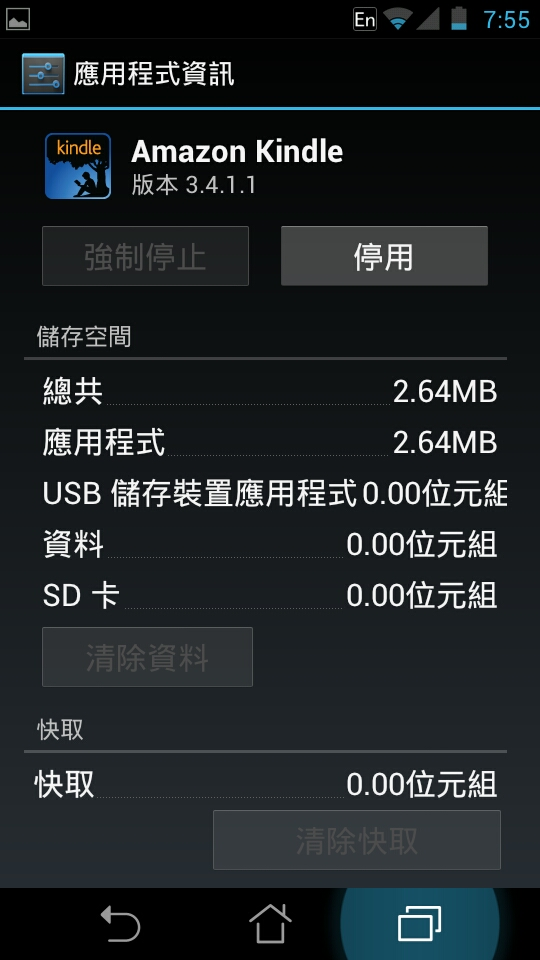 En 7:55
應用程式資訊
kindle
Amazon Kindle
版本 3.4.1.1
強制停止 停用
儲存空間
總共 2.64MB
應用程式 2.64MB
USB 儲存裝置應用程式 0.00位元組
資料 0.00位元組
SD 卡 0.00位元組
清除資料
快取
快取 0.00位元組
清除快取